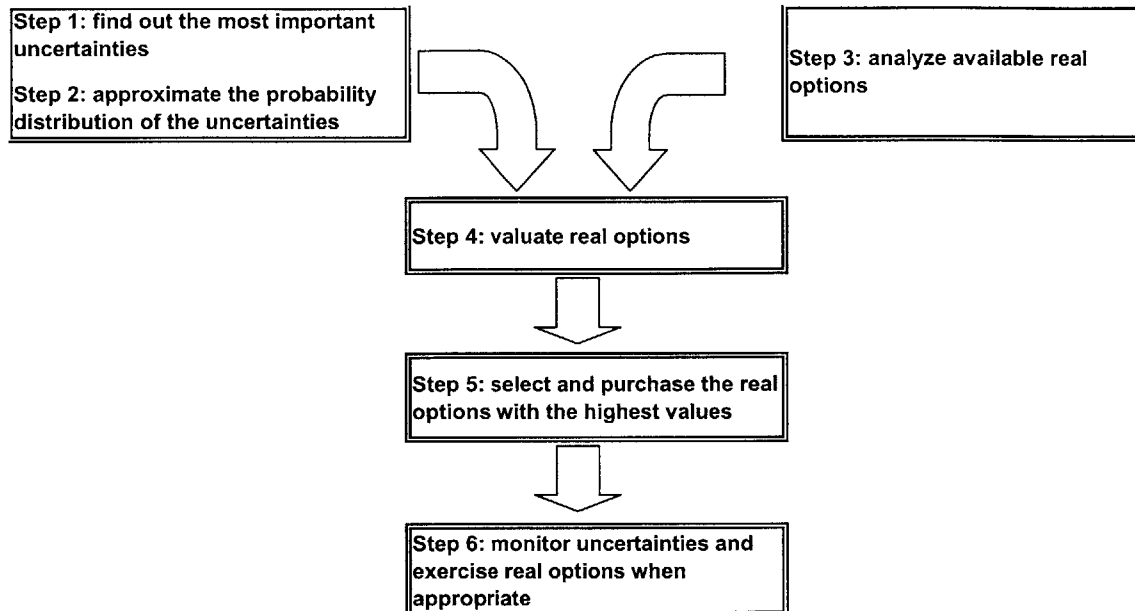 Step 1: find out the most important
uncertainties
Step 2: approximate the probability
distribution of the uncertainties
Step 3: analyze available real
options
Step 4: valuate real options
Step 5: select and purchase the real
options with the highest values
Step 6: monitor uncertainties and
exercise real options when
appropriate